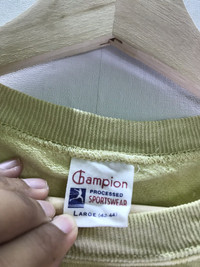 Champion
PROCESSED
SPORTSWEAR
LARGE (42-44)